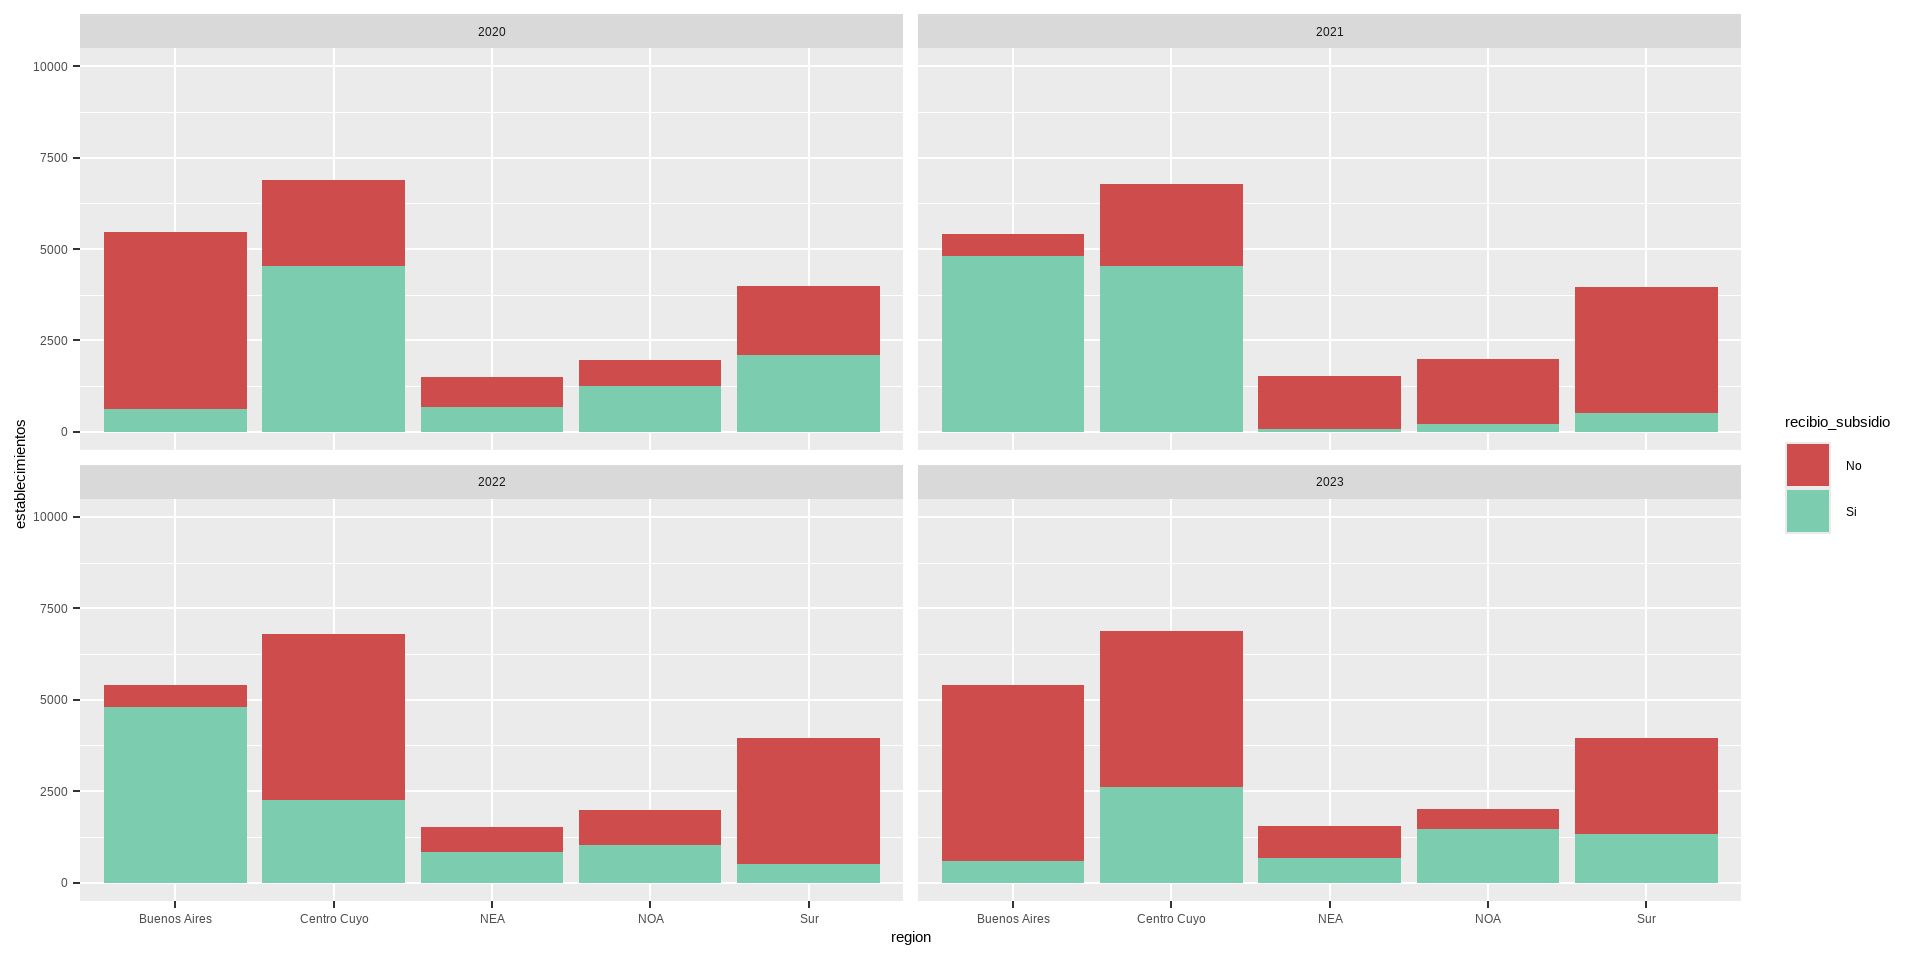 2020
2021
10000
7500
5000
2500
0
2022
2023
10000
7500
5000
2500
0
establecimientos
Buenos Aires
Centro Cuyo
NEA
NOA
Sur
Buenos Aires
Centro Cuyo
NEA
NOA
Sur
region
recibio_subsidio
No
Si